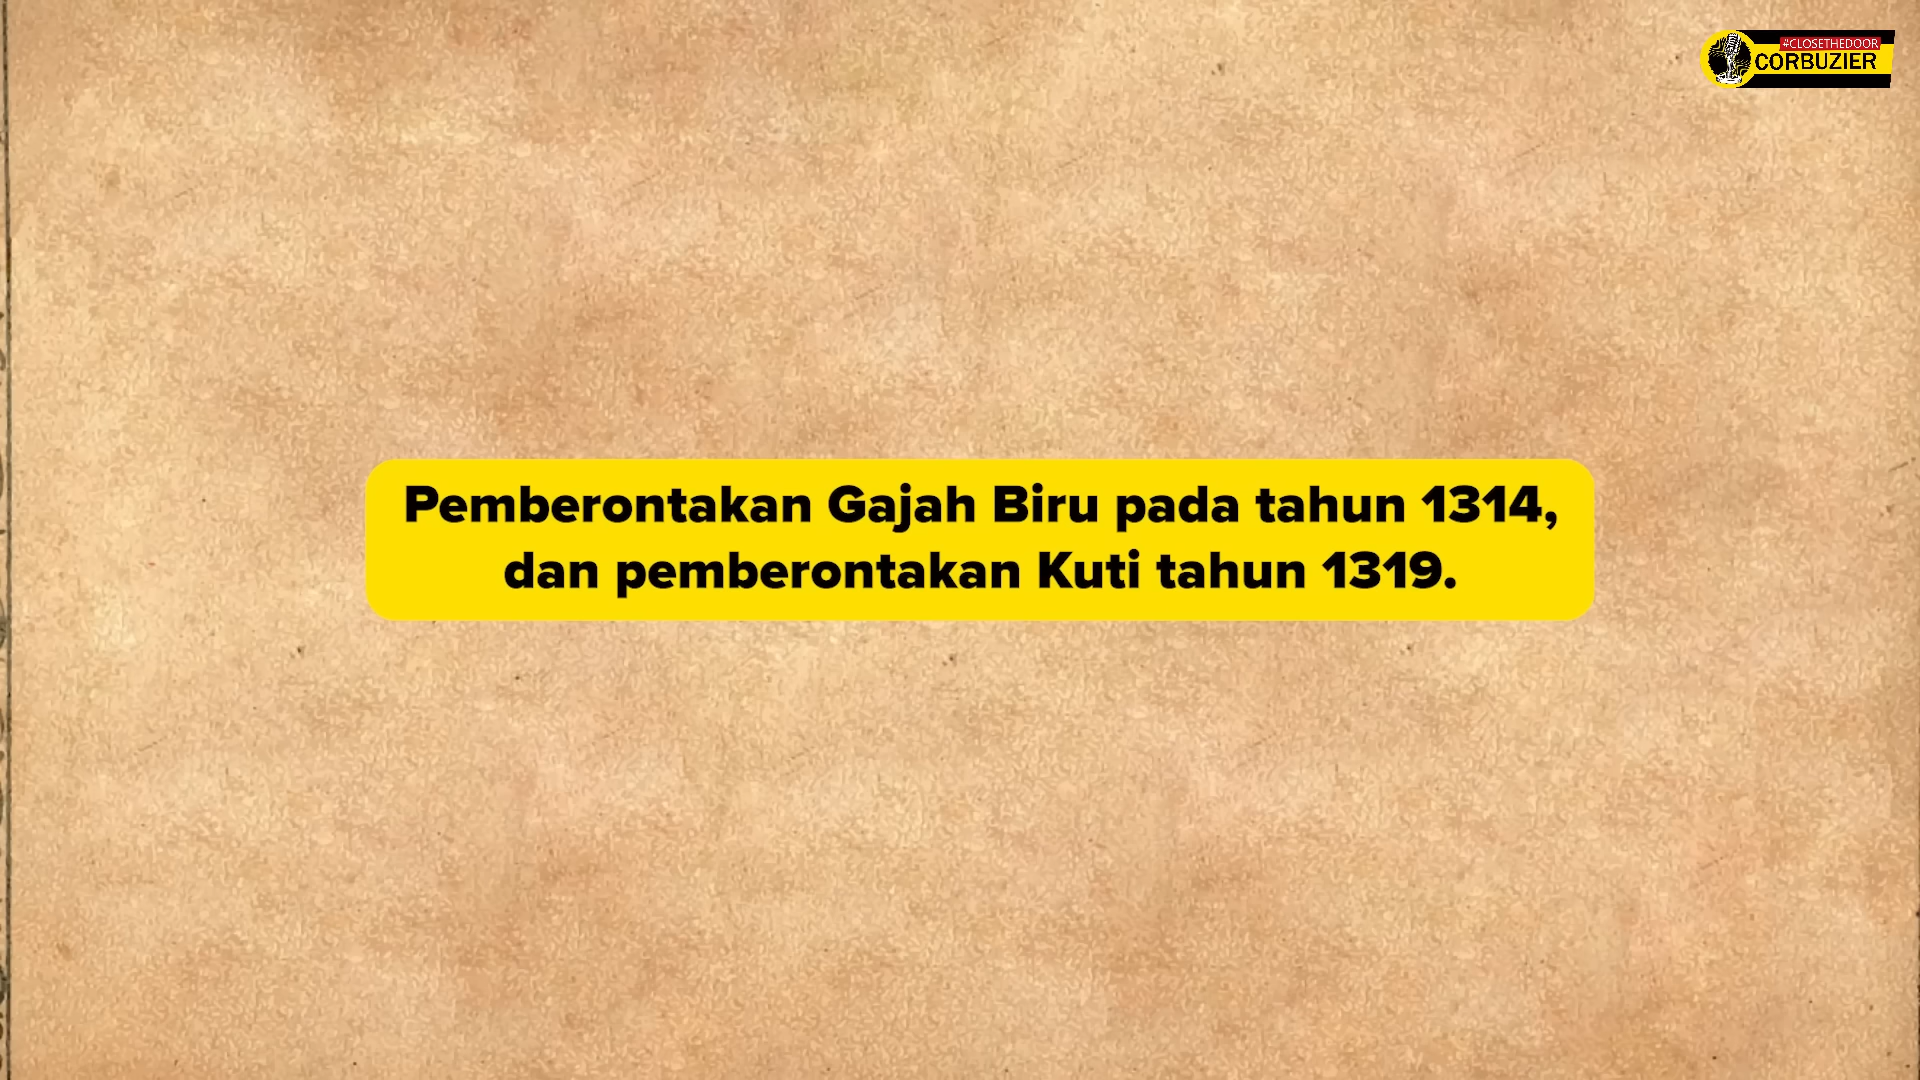 #CLOSETHEDOOR
CORBUZIER
Pemberontakan Gajah Biru pada tahun 1314,
dan pemberontakan Kuti tahun 1319.